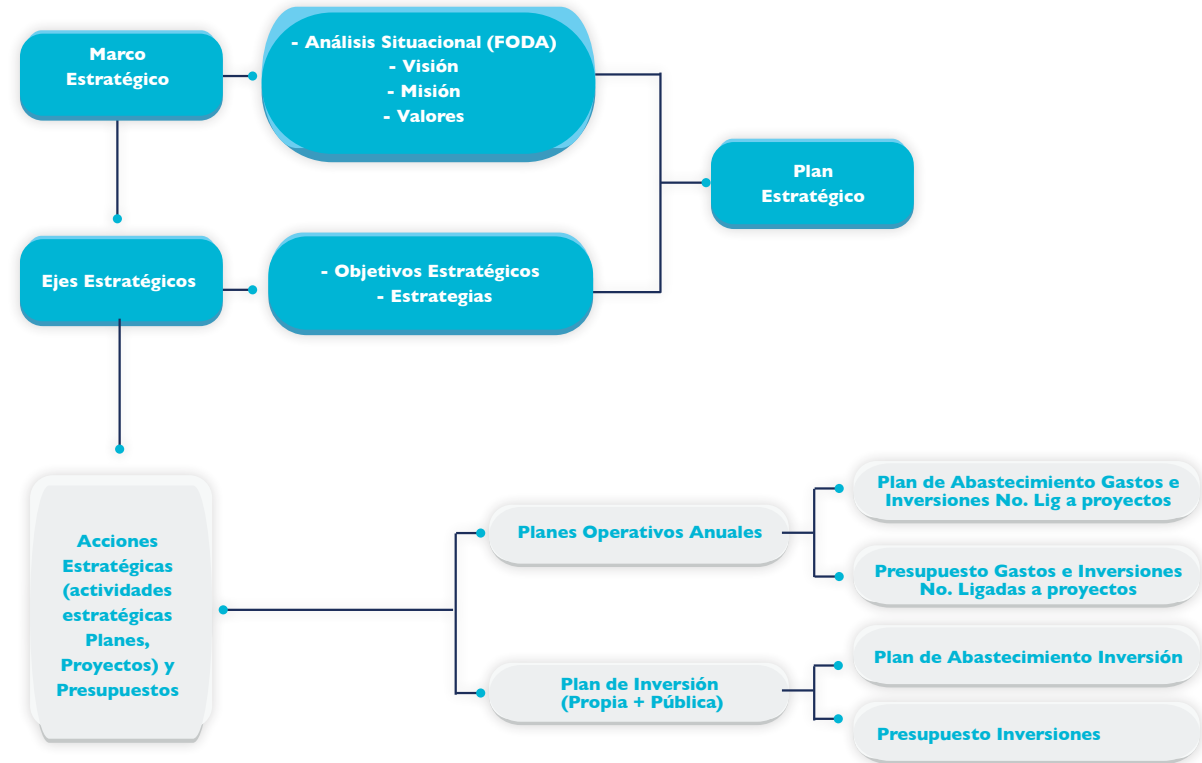 Marco
Estratégico
- Análisis Situacional (FODA)
- Visión
- Misión
- Valores
Plan
Estratégico
Ejes Estratégicos
- Objetivos Estratégicos
- Estrategias
Acciones
Estratégicas
(actividades
estratégicas
Planes,
Proyectos) y
Presupuestos
Planes Operativos Anuales
Plan de Abastecimiento Gastos e
Inversiones No. Lig a proyectos
Presupuesto Gastos e Inversiones
No. Ligadas a proyectos
Plan de Inversión
(Propia + Pública)
Plan de Abastecimiento Inversión
Presupuesto Inversiones